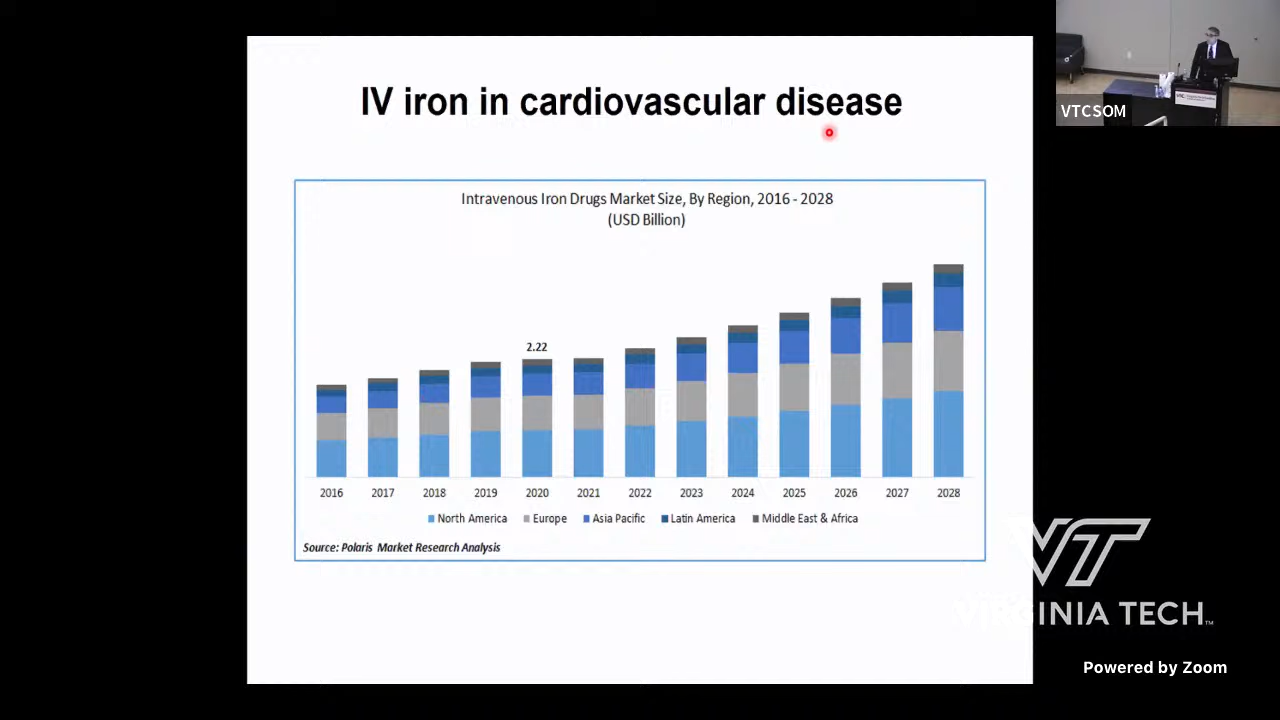 IV iron in cardiovascular disease
VTCSOM
Intravenous Iron Drugs Market Size, By Region, 2016 - 2028
(USD Billion)
2.22
2016 2017 2018 2019 2020 2021 2022 2023 2024 2025 2026 2027 2028
North America Europe Asia Pacific Latin America Middle East & Africa
Source: Polaris Market Research Analysis
VT
VIRGINIA TECH™
Powered by Zoom